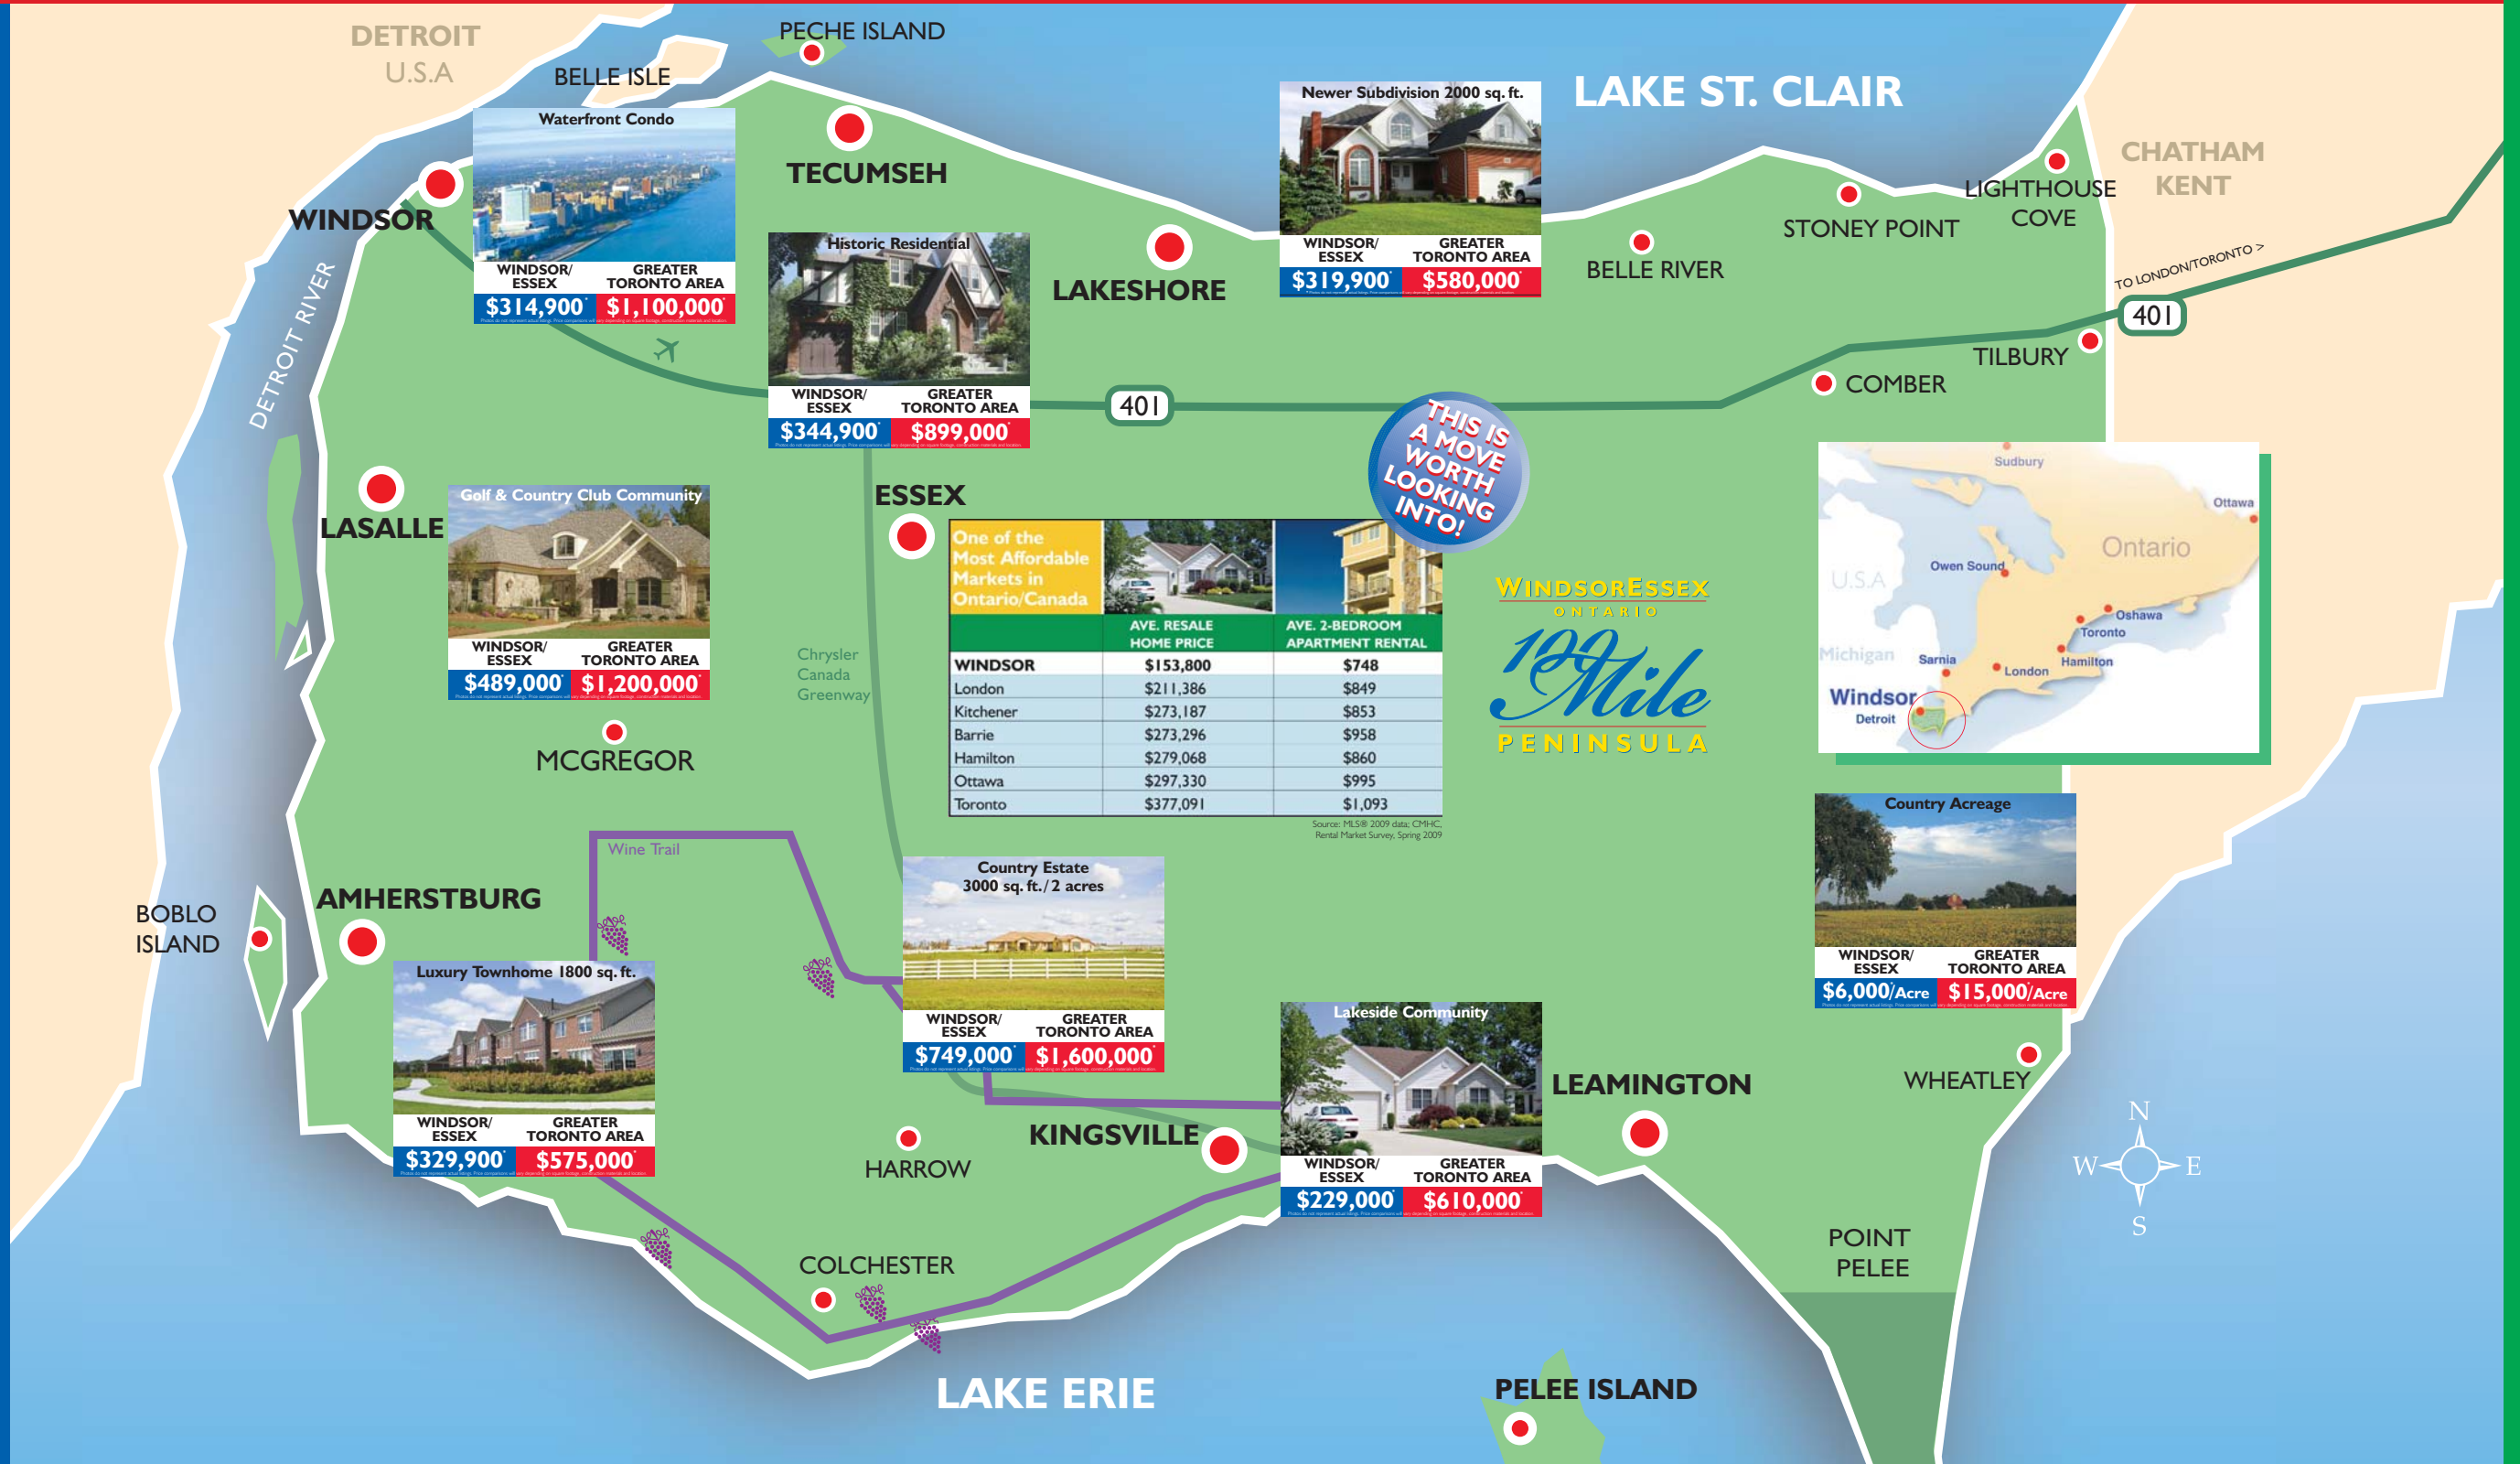 DETROIT
U.S.A
BELLE ISLE
PECHE ISLAND
LAKE ST. CLAIR
CHATHAM
KENT
WINDSOR
DETROIT RIVER
Waterfront Condo
WINDSOR/
ESSEX
GREATER
TORONTO AREA
$314,900*
$1,100,000*
TECUMSEH
Historic Residential
WINDSOR/
ESSEX
GREATER
TORONTO AREA
$344,900*
$899,000*
LAKESHORE
Newer Subdivision 2000 sq. ft.
WINDSOR/
ESSEX
GREATER
TORONTO AREA
$319,900*
$580,000*
BELLE RIVER
STONEY POINT
LIGHTHOUSE
COVE
TO LONDON/TORONTO >
401
TILBURY
COMBER
401
THIS IS
A MOVE
WORTH
LOOKING
INTO!
LASALLE
Golf & Country Club Community
WINDSOR/
ESSEX
GREATER
TORONTO AREA
$489,000*
$1,200,000*
MCGREGOR
Chrysler
Canada
Greenway
ESSEX
One of the
Most Affordable
Markets in
Ontario/Canada
AVE. RESALE
HOME PRICE
AVE. 2-BEDROOM
APARTMENT RENTAL
WINDSOR $153,800 $748
London $211,386 $849
Kitchener $273,187 $853
Barrie $273,296 $958
Hamilton $279,068 $860
Ottawa $297,330 $995
Toronto $377,091 $1,093
Source: MLS® 2009 data; CMHC,
Rental Market Survey, Spring 2009
WINDSORESSEX
ONTARIO
100
Mile
PENINSULA
Sudbury
Ottawa
Ontario
Owen Sound
U.S.A
Oshawa
Toronto
Michigan
Sarnia
Hamilton
London
Windsor
Detroit
Wine Trail
BOBLO
ISLAND
AMHERSTBURG
Luxury Townhome 1800 sq. ft.
WINDSOR/
ESSEX
GREATER
TORONTO AREA
$329,900*
$575,000*
Country Estate
3000 sq. ft. / 2 acres
WINDSOR/
ESSEX
GREATER
TORONTO AREA
$749,000*
$1,600,000*
HARROW
KINGSVILLE
Lakeside Community
WINDSOR/
ESSEX
GREATER
TORONTO AREA
$229,000*
$610,000*
LEAMINGTON
Country Acreage
WINDSOR/
ESSEX
GREATER
TORONTO AREA
$6,000*/Acre
$15,000*/Acre
WHEATLEY
N
W
E
S
COLCHESTER
POINT
PELEE
LAKE ERIE
PELEE ISLAND